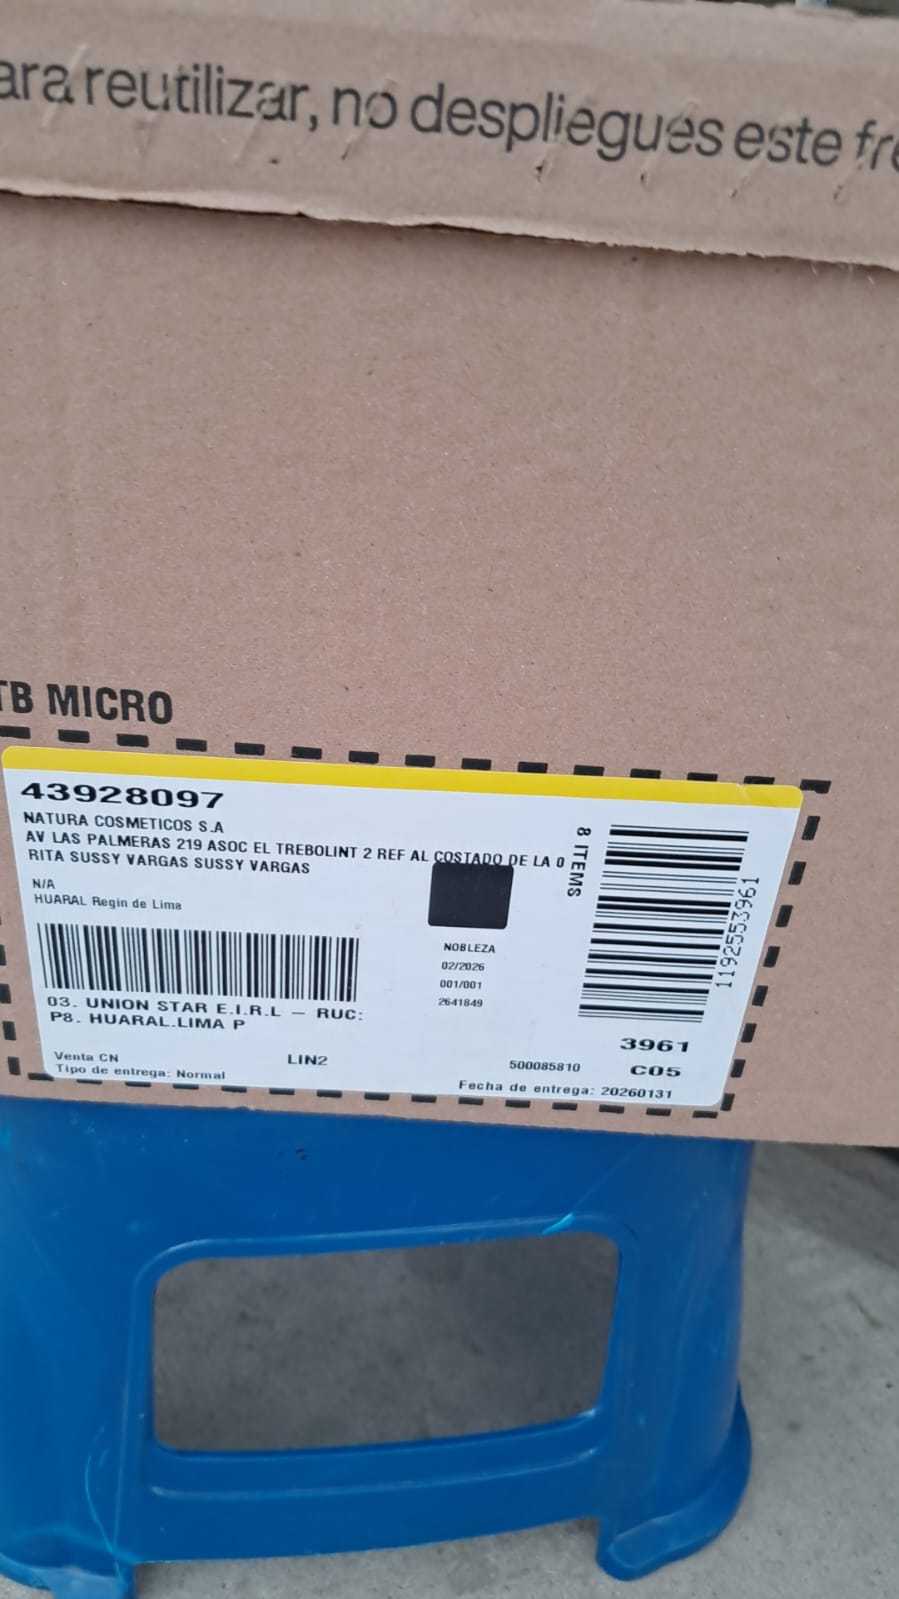 ara reutilizar, no despliegues este fre
TB MICRO
43928097
NATURA COSMETICOS S.A
AV LAS PALMERAS 219 ASOC EL TREBOLINT 2 REF AL COSTADO DE LA 0
RITA SUSSY VARGAS SUSSY VARGAS
N/A
HUARAL Regin de Lima
8 ITEMS
1192553961
NOBLEZA
02/2026
001/001
2641849
03. UNION STAR E.I.R.L – RUC:
P8. HUARAL.LIMA P
3961
Venta CN
LIN2
500085810
C05
Tipo de entrega: Normal
Fecha de entrega: 20260131